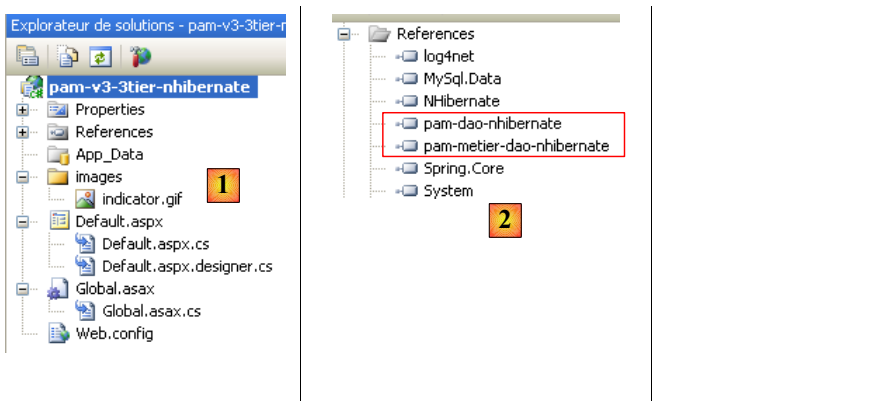 Explorateur de solutions - pam-v3-3tier-n
pam-v3-3tier-nhibernate
Properties
References
App_Data
images
indicator.gif
1
Default.aspx
Default.aspx.cs
Default.aspx.designer.cs
Global.asax
Global.asax.cs
Web.config
References
log4net
MySql.Data
NHibernate
pam-dao-nhibernate
pam-metier-dao-nhibernate
Spring.Core
System
2